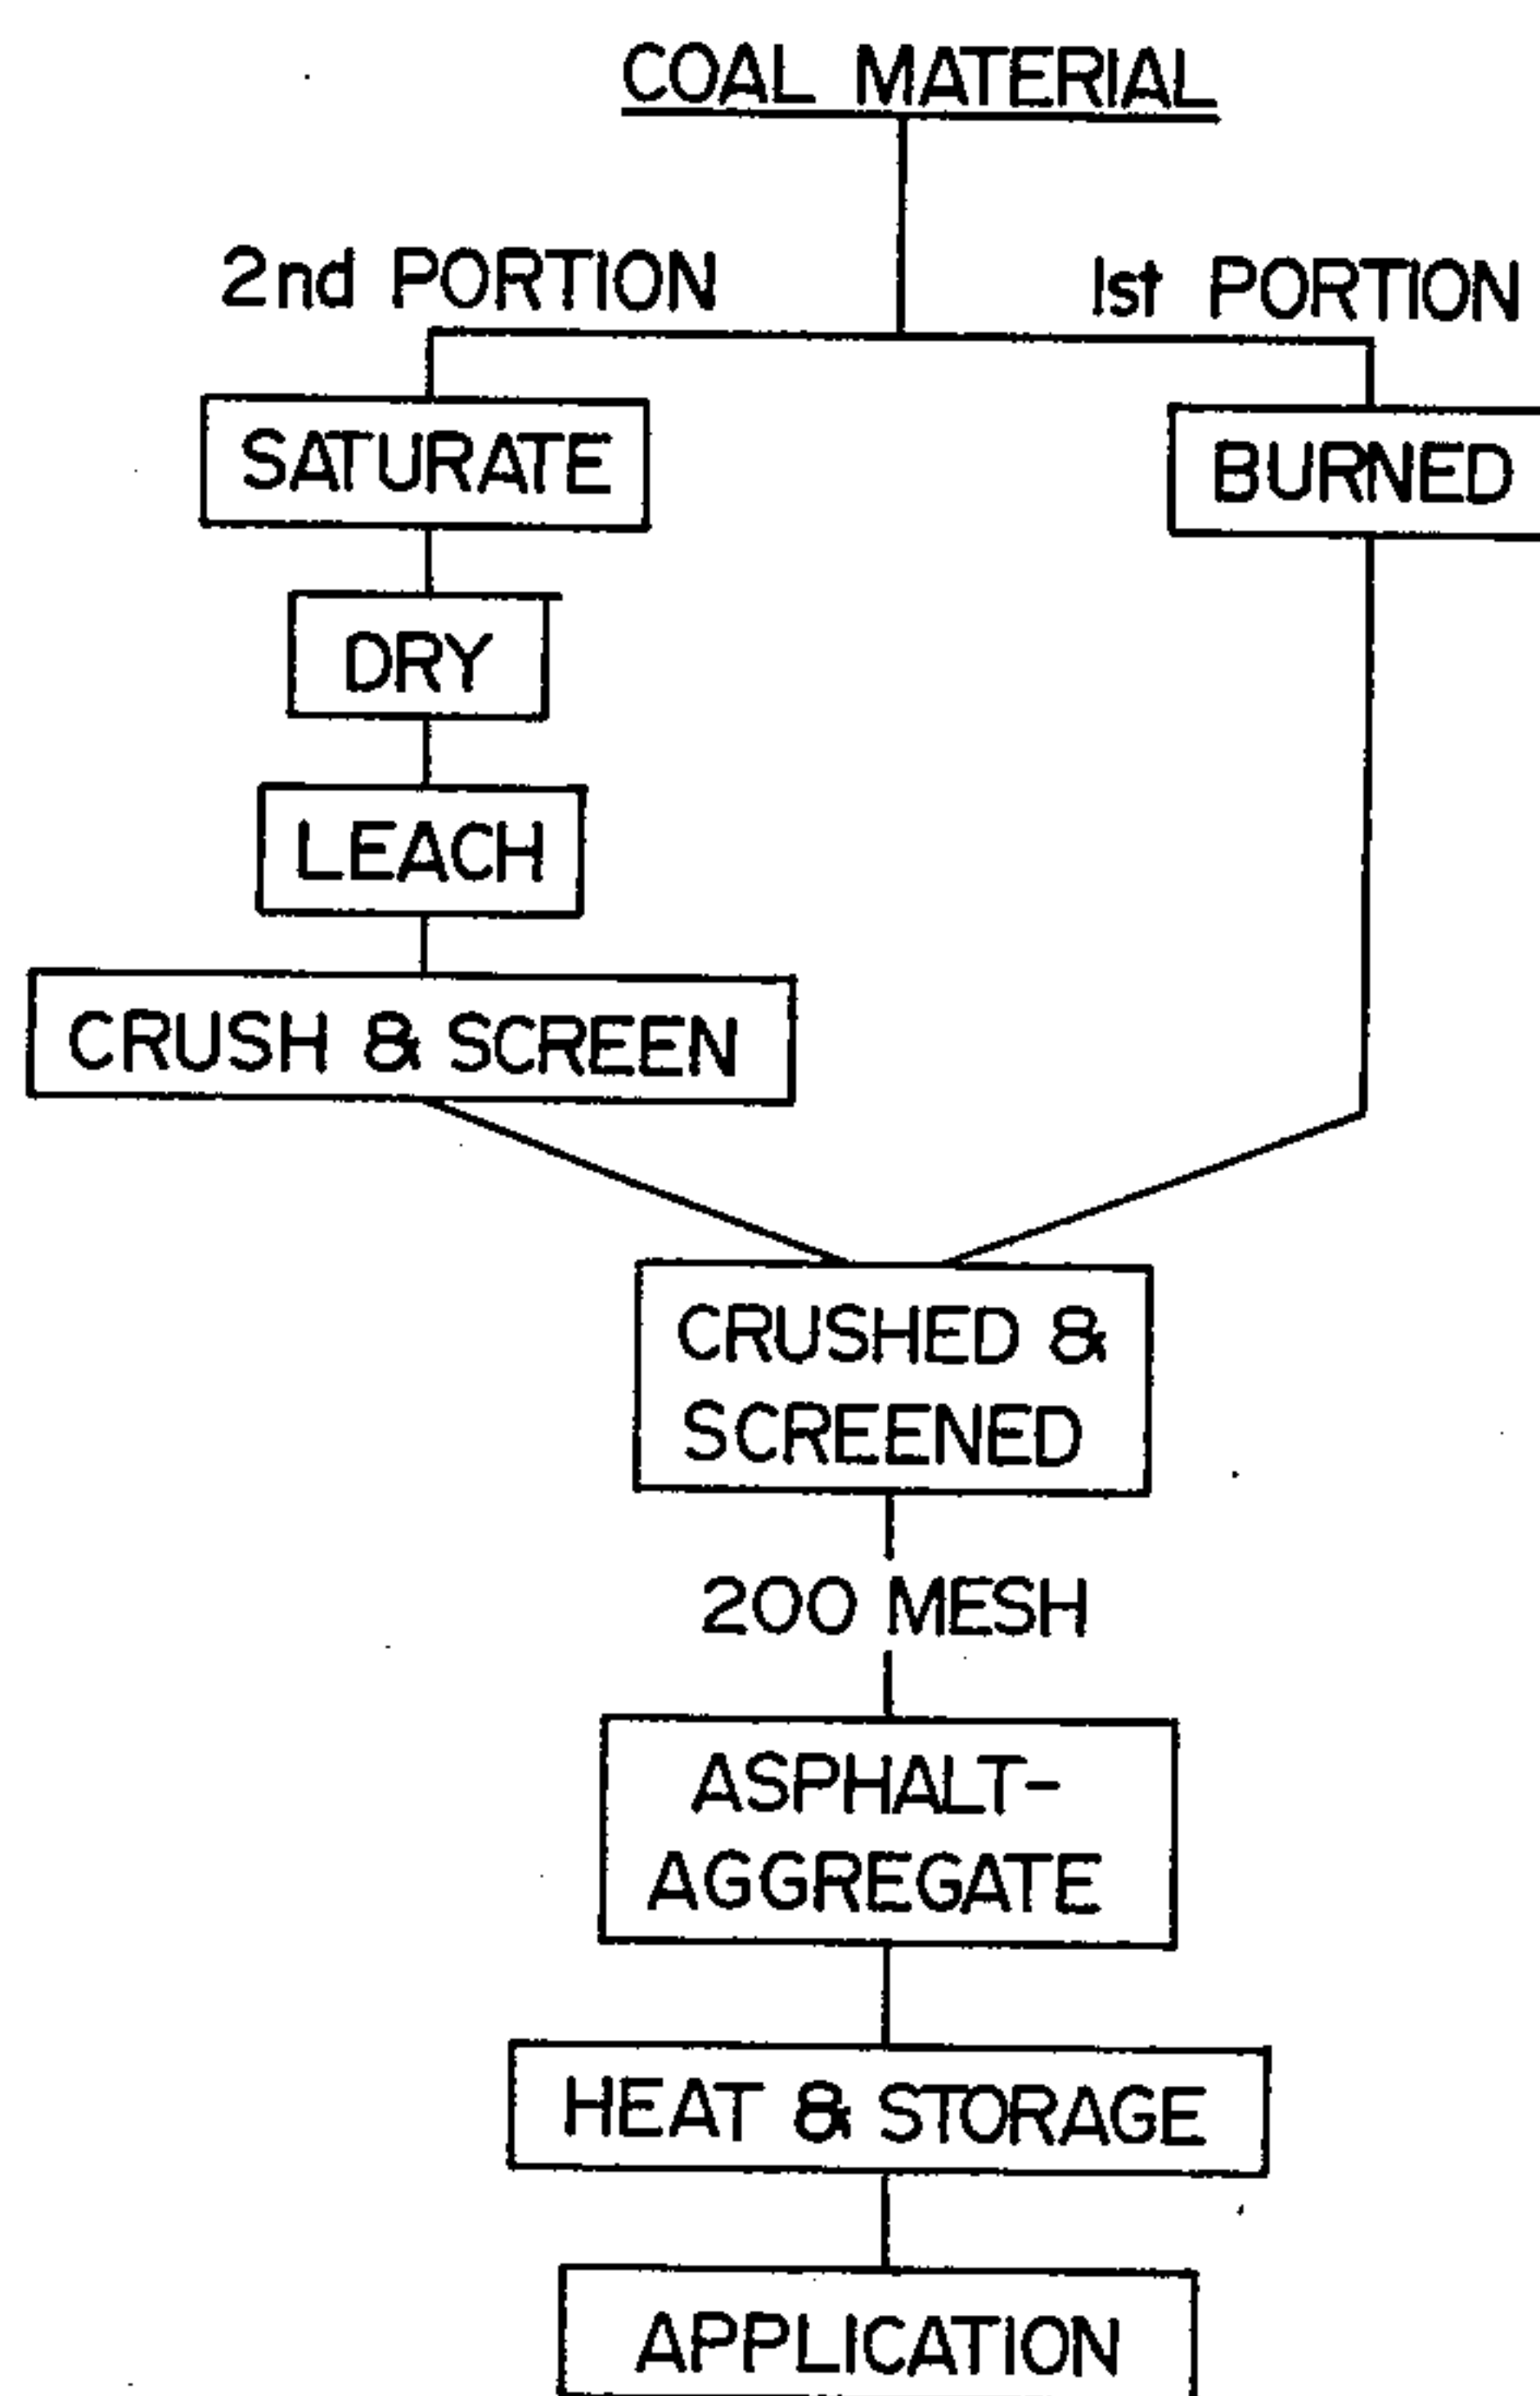 COAL MATERIAL
2nd PORTION
1st PORTION
SATURATE
BURNED
DRY
LEACH
CRUSH & SCREEN
CRUSHED &
SCREENED
200 MESH
ASPHALT-
AGGREGATE
HEAT & STORAGE
APPLICATION